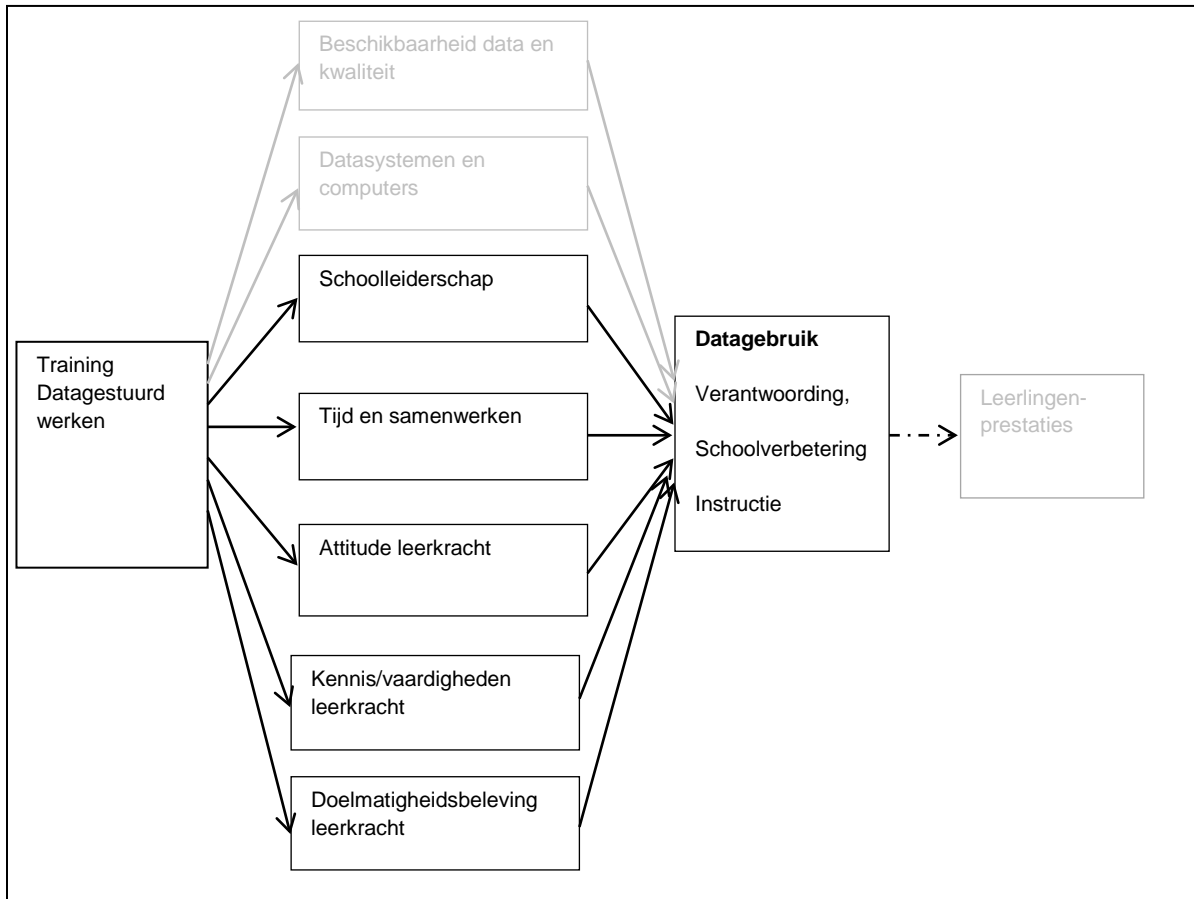 Beschikbaarheid data en
kwaliteit
Datasystemen en
computers
Schoolleiderschap
Training
Datagestuurd
werken
Tijd en samenwerken
Attitude leerkracht
Kennis/vaardigheden
leerkracht
Doelmatigheidsbeleving
leerkracht
Datagebruik
Verantwoording,
Schoolverbetering
Instructie
Leerlingen-
prestaties